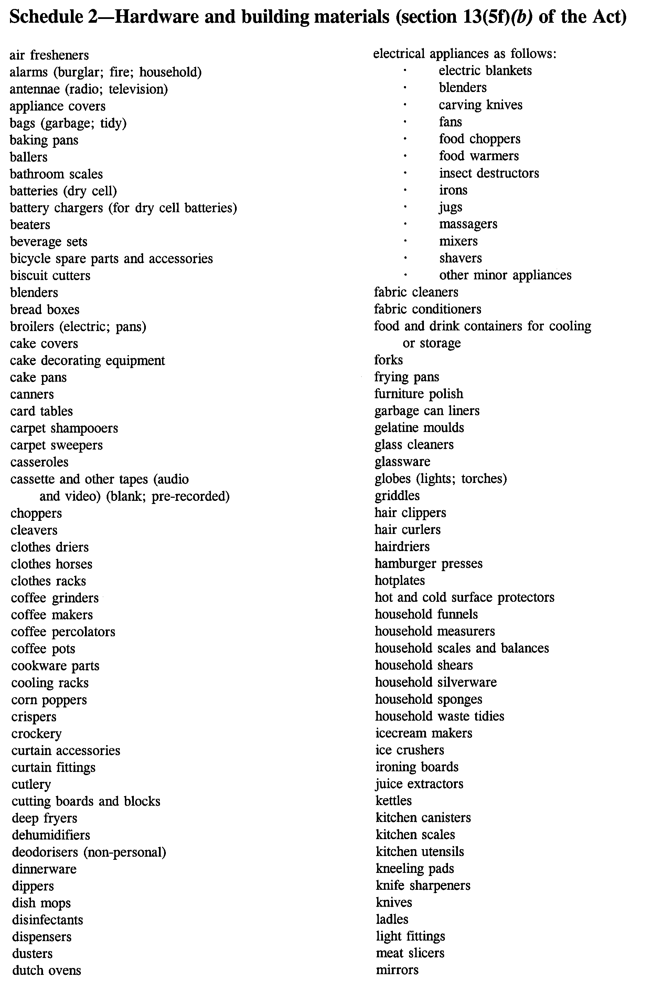 Schedule 2—Hardware and building materials (section 13(5f)(b) of the Act)
air fresheners
alarms (burglar; fire; household)
antennae (radio; television)
appliance covers
bags (garbage; tidy)
baking pans
ballers
bathroom scales
batteries (dry cell)
battery chargers (for dry cell batteries)
beaters
beverage sets
bicycle spare parts and accessories
biscuit cutters
blenders
bread boxes
broilers (electric; pans)
cake covers
cake decorating equipment
cake pans
canners
card tables
carpet shampooers
carpet sweepers
casseroles
cassette and other tapes (audio
and video) (blank; pre-recorded)
choppers
cleavers
clothes driers
clothes horses
clothes racks
coffee grinders
coffee makers
coffee percolators
coffee pots
cookware parts
cooling racks
corn poppers
crispers
crockery
curtain accessories
curtain fittings
cutlery
cutting boards and blocks
deep fryers
dehumidifiers
deodorisers (non-personal)
dinnerware
dippers
dish mops
disinfectants
dispensers
dusters
dutch ovens
electrical appliances as follows:
· electric blankets
· blenders
· carving knives
· fans
· food choppers
· food warmers
· insect destructors
· irons
· jugs
· massagers
· mixers
· shavers
· other minor appliances
fabric cleaners
fabric conditioners
food and drink containers for cooling
or storage
forks
frying pans
furniture polish
garbage can liners
gelatine moulds
glass cleaners
glassware
globes (lights; torches)
griddles
hair clippers
hair curlers
hairdriers
hamburger presses
hotplates
hot and cold surface protectors
household funnels
household measurers
household scales and balances
household shears
household silverware
household sponges
household waste tidies
icecream makers
ice crushers
ironing boards
juice extractors
kettles
kitchen canisters
kitchen scales
kitchen utensils
kneeling pads
knife sharpeners
knives
ladles
light fittings
meat slicers
mirrors